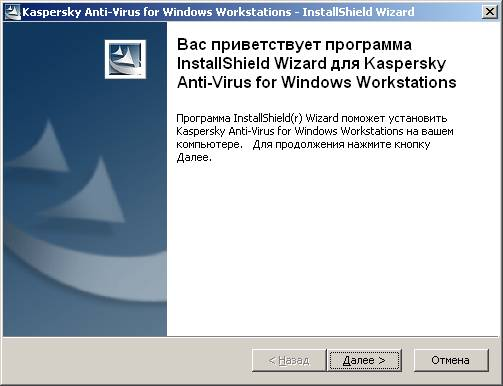 Kaspersky Anti-Virus for Windows Workstations - InstallShield Wizard
Вас приветствует программа
InstallShield Wizard для Kaspersky
Anti-Virus for Windows Workstations
Программа InstallShield(r) Wizard поможет установить
Kaspersky Anti-Virus for Windows Workstations на вашем
компьютере.   Для продолжения нажмите кнопку
Далее.
< Назад
Далее >
Отмена